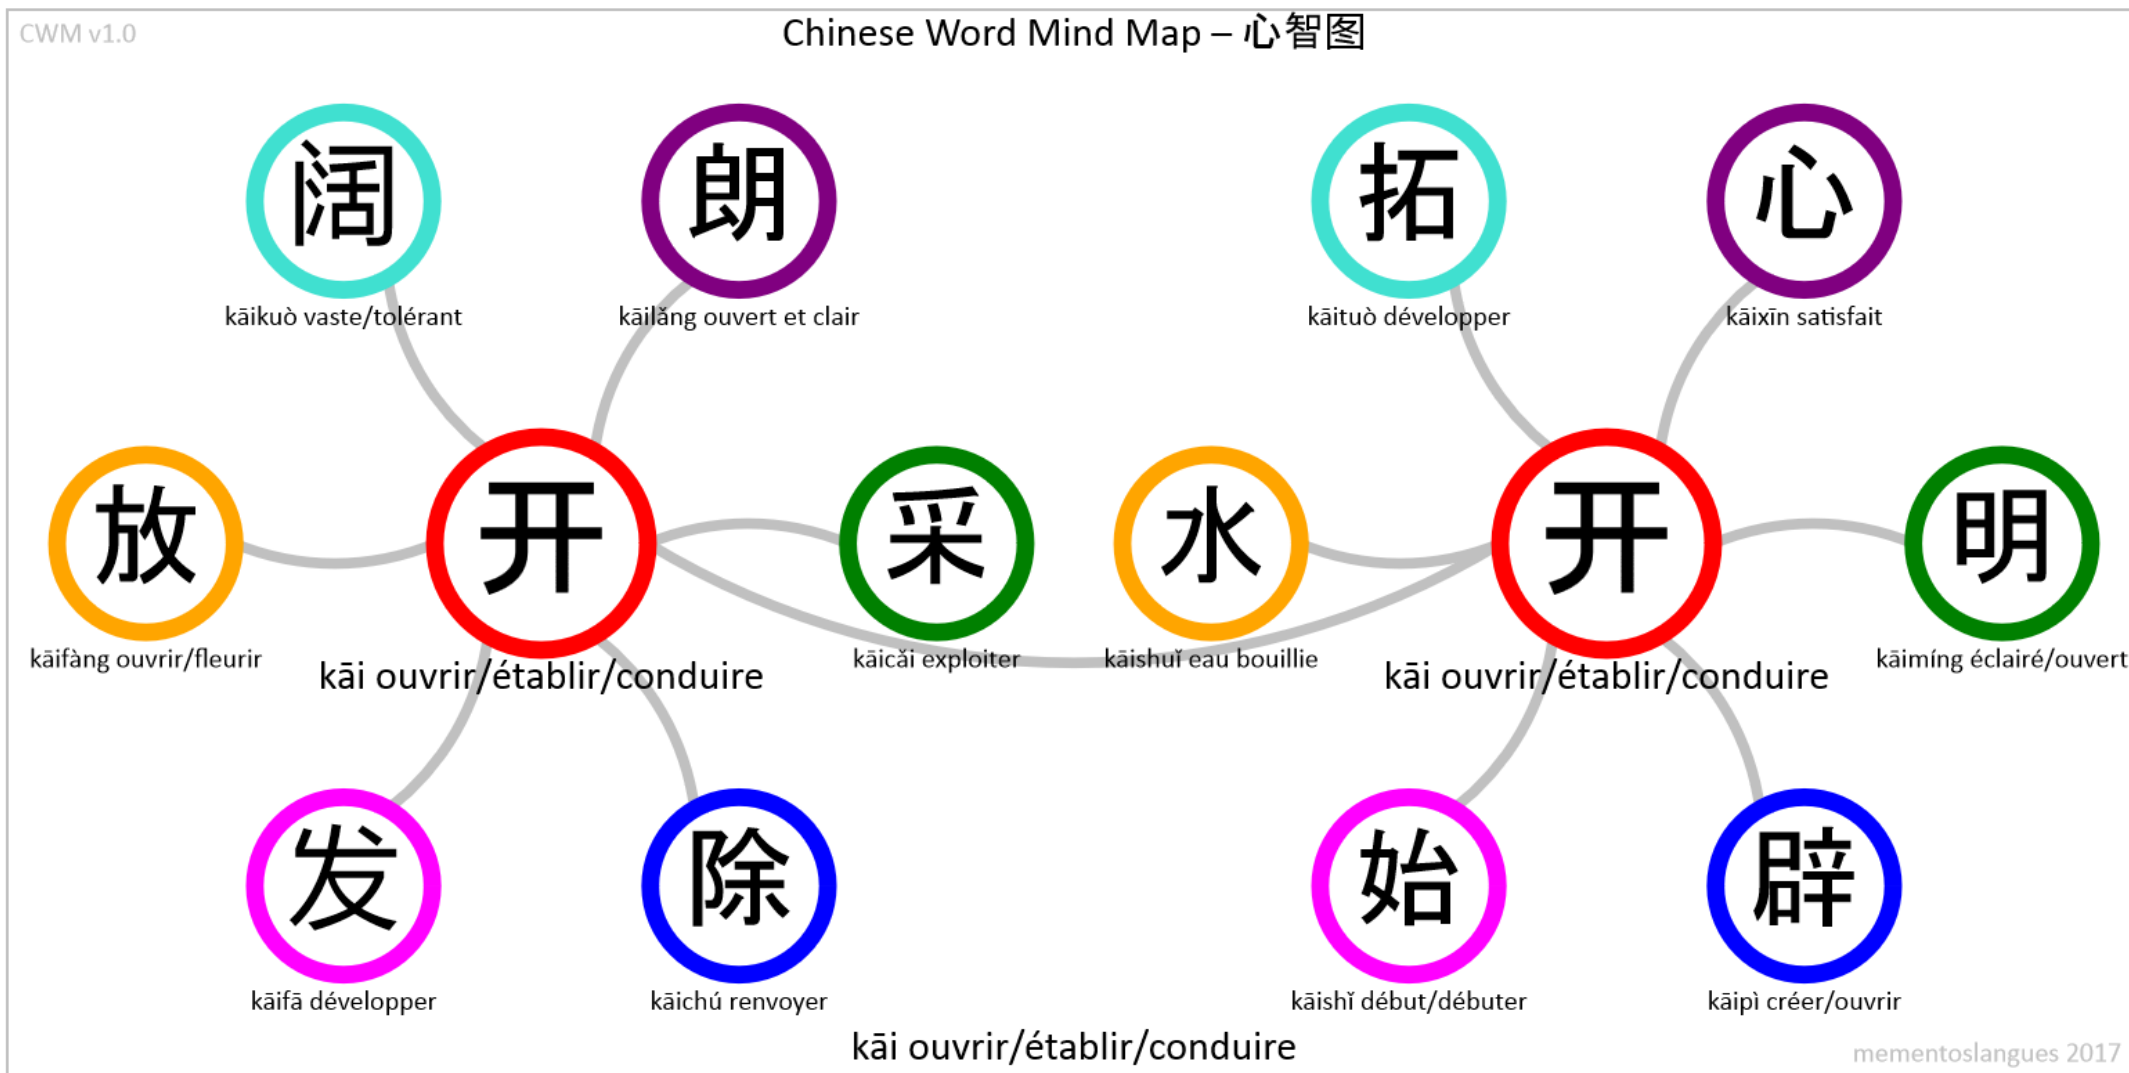 CWM v1.0
Chinese Word Mind Map – 心智图
阔
kāikuò vaste/tolérant
朗
kāilǎng ouvert et clair
拓
kāituò développer
心
kāixīn satisfait
放
kāifàng ouvrir/fleurir
开
kāi ouvrir/établir/conduire
采
kāicǎi exploiter
水
kāishuǐ eau bouillie
开
kāi ouvrir/établir/conduire
明
kāimíng éclairé/ouvert
发
kāifā développer
除
kāichú renvoyer
始
kāishǐ début/débuter
辟
kāipì créer/ouvrir
kāi ouvrir/établir/conduire
mementoslangues 2017